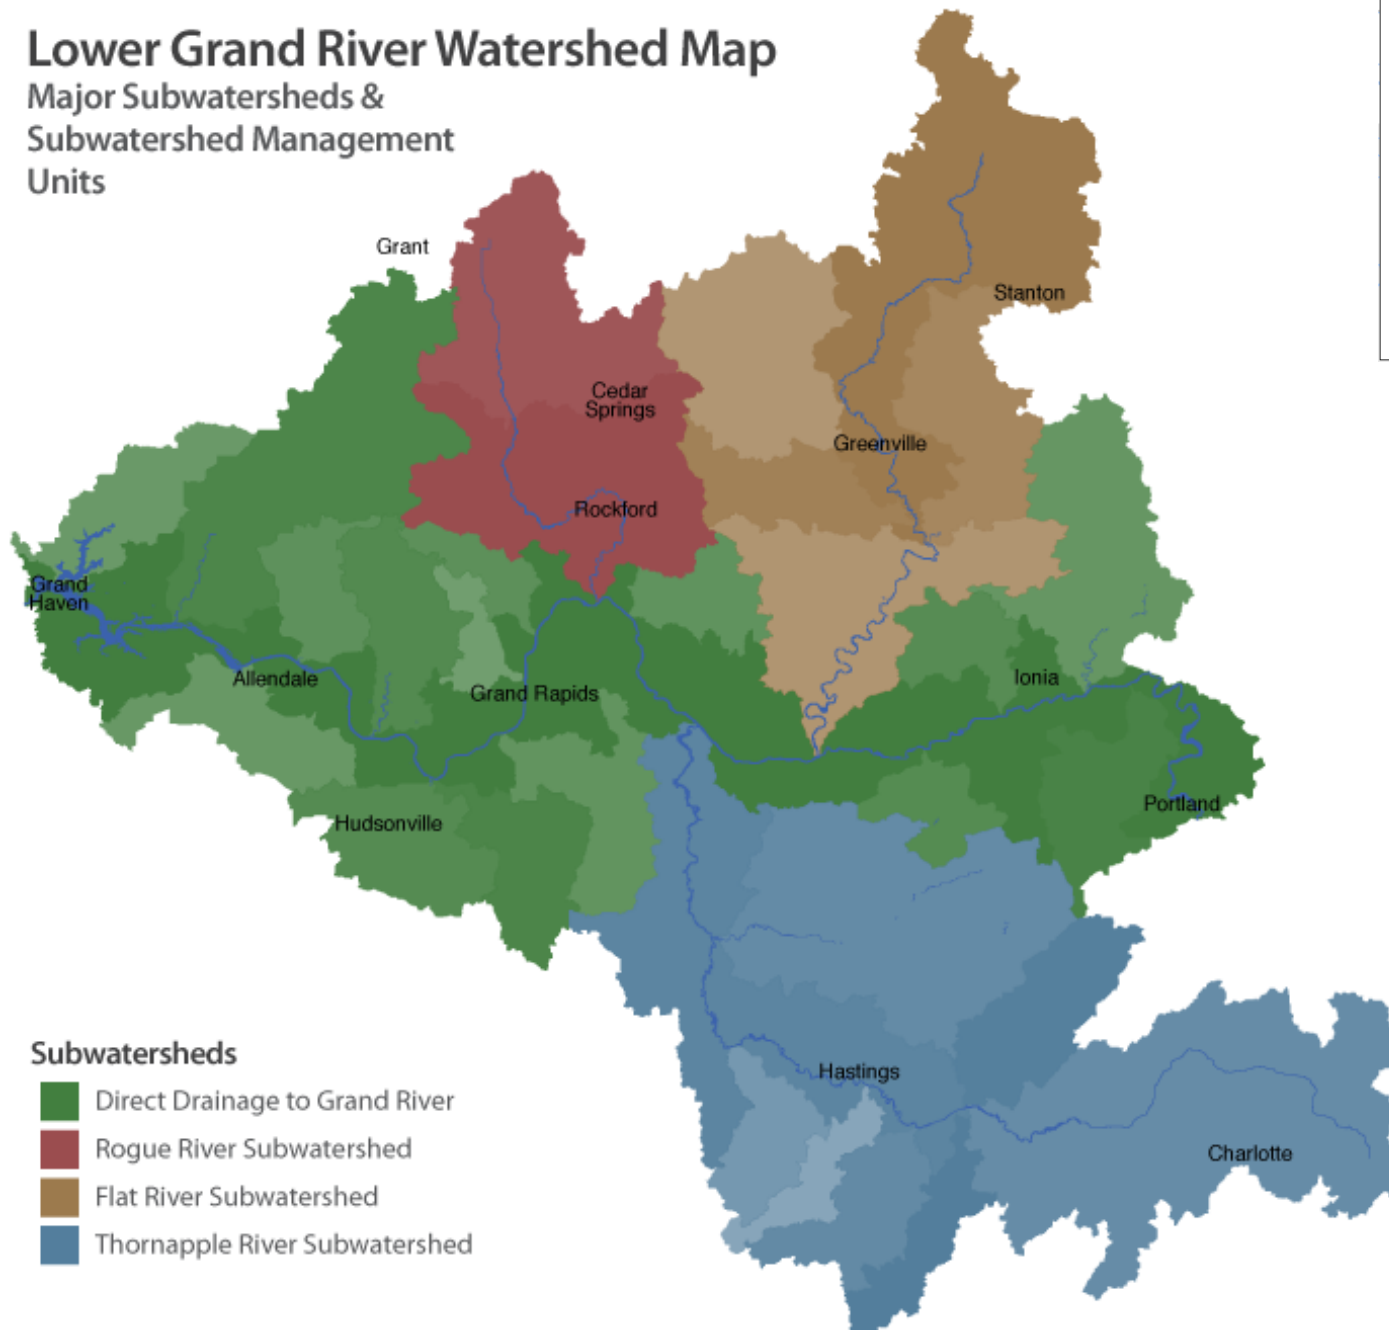 Lower Grand River Watershed Map
Major Subwatersheds &
Subwatershed Management
Units
Grant
Stanton
Cedar
Springs
Greenville
Rockford
Grand
Haven
Allendale
Grand Rapids
Ionia
Hudsonville
Portland
Hastings
Charlotte
Subwatersheds
Direct Drainage to Grand River
Rogue River Subwatershed
Flat River Subwatershed
Thornapple River Subwatershed